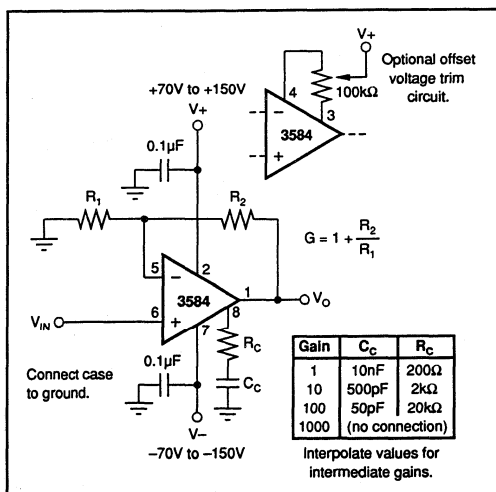 V+
Optional offset
voltage trim
circuit.
4
100kΩ
3
−
3584
+
+70V to +150V
V+
0.1µF
R1
R2
G = 1 + R2/R1
5
−
2
3584
1
VO
8
VIN
6
+
7
RC
CC
Connect case
to ground.
0.1µF
V−
−70V to −150V
Gain CC RC
1 10nF 200Ω
10 500pF 2kΩ
100 50pF 20kΩ
1000 (no connection)
Interpolate values for
intermediate gains.